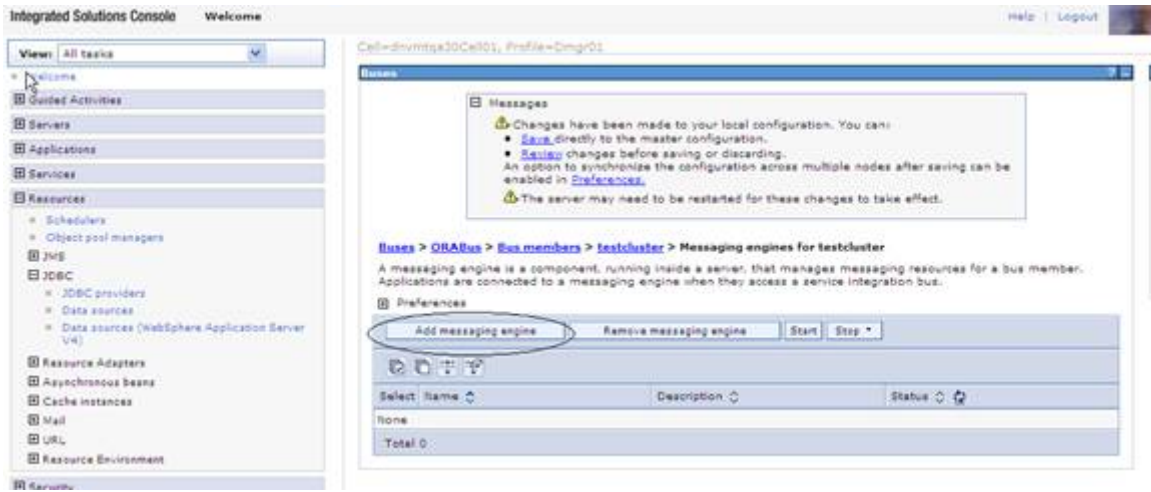 Integrated Solutions Console Welcome Help | Logout
View: All tasks
Welcome
Guided Activities
Servers
Applications
Services
Resources
Schedulers
Object pool managers
JMS
JDBC
JDBC providers
Data sources
Data sources (WebSphere Application Server V4)
Resource Adapters
Asynchronous beans
Cache instances
Mail
URL
Resource Environment
Security
Profile=Dmgr01
Buses
Messages
Changes have been made to your local configuration. You can:
Save directly to the master configuration.
Review changes before saving or discarding.
An option to synchronize the configuration across multiple nodes after saving can be
enabled in Preferences.
The server may need to be restarted for these changes to take effect.
Buses > ORABus > Bus members > testcluster > Messaging engines for testcluster
A messaging engine is a component, running inside a server, that manages messaging resources for a bus member.
Applications are connected to a messaging engine when they access a service integration bus.
Preferences
Add messaging engine Remove messaging engine Start Stop
Select Name Description Status
None
Total 0